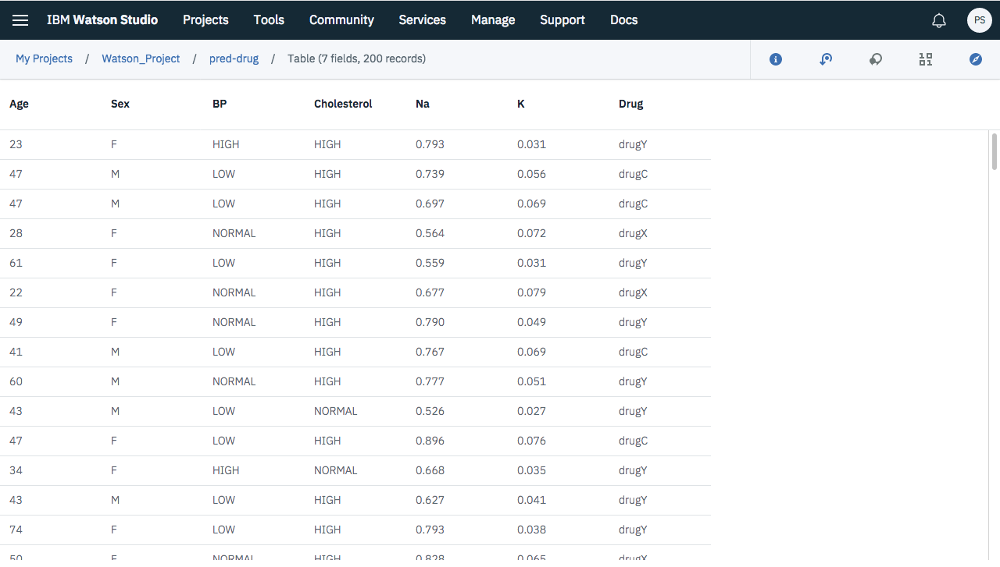 IBM Watson Studio Projects Tools Community Services Manage Support Docs PS
My Projects / Watson_Project / pred-drug / Table (7 fields, 200 records)
Age Sex BP Cholesterol Na K Drug
23 F HIGH HIGH 0.793 0.031 drugY
47 M LOW HIGH 0.739 0.056 drugC
47 M LOW HIGH 0.697 0.069 drugC
28 F NORMAL HIGH 0.564 0.072 drugX
61 F LOW HIGH 0.559 0.031 drugY
22 F NORMAL HIGH 0.677 0.079 drugX
49 F NORMAL HIGH 0.790 0.049 drugY
41 M LOW HIGH 0.767 0.069 drugC
60 M NORMAL HIGH 0.777 0.051 drugY
43 M LOW NORMAL 0.526 0.027 drugY
47 F LOW HIGH 0.896 0.076 drugC
34 F HIGH NORMAL 0.668 0.035 drugY
43 M LOW HIGH 0.627 0.041 drugY
74 F LOW HIGH 0.793 0.038 drugY
50 F NORMAL HIGH 0.828 0.065 drugX